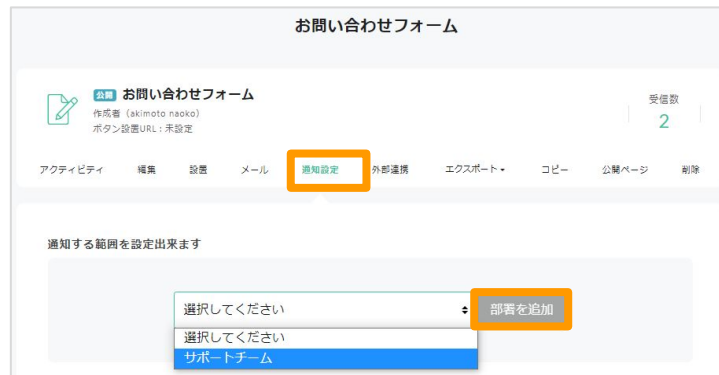 お問い合わせフォーム
公開 お問い合わせフォーム
作成者 (akimoto naoko)
ボタン設置URL:未設定
受信数
2
アクティビティ 編集 設置 メール 通知設定 外部連携 エクスポート コピー 公開ページ 削除
通知する範囲を設定出来ます
選択してください 部署を追加
選択してください
サポートチーム